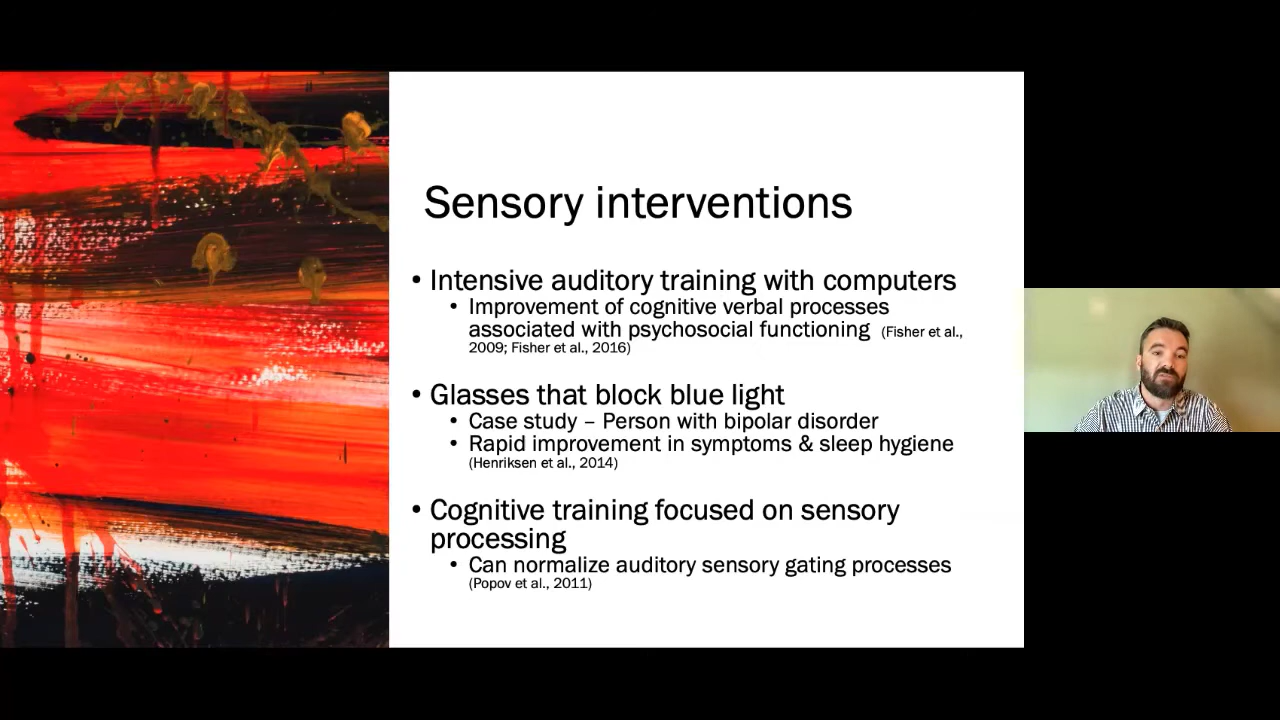 Sensory interventions
• Intensive auditory training with computers
• Improvement of cognitive verbal processes
associated with psychosocial functioning (Fisher et al.,
2009; Fisher et al., 2016)
• Glasses that block blue light
• Case study – Person with bipolar disorder
• Rapid improvement in symptoms & sleep hygiene
(Henriksen et al., 2014)
• Cognitive training focused on sensory
processing
• Can normalize auditory sensory gating processes
(Popov et al., 2011)